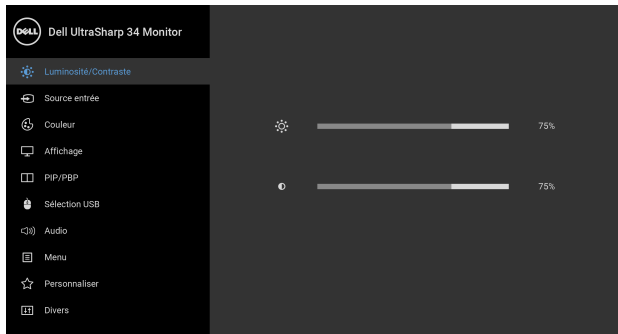 DELL Dell UltraSharp 34 Monitor
Luminosité/Contraste
Source entrée
Couleur
75%
Affichage
PIP/PBP
75%
Sélection USB
Audio
Menu
Personnaliser
Divers